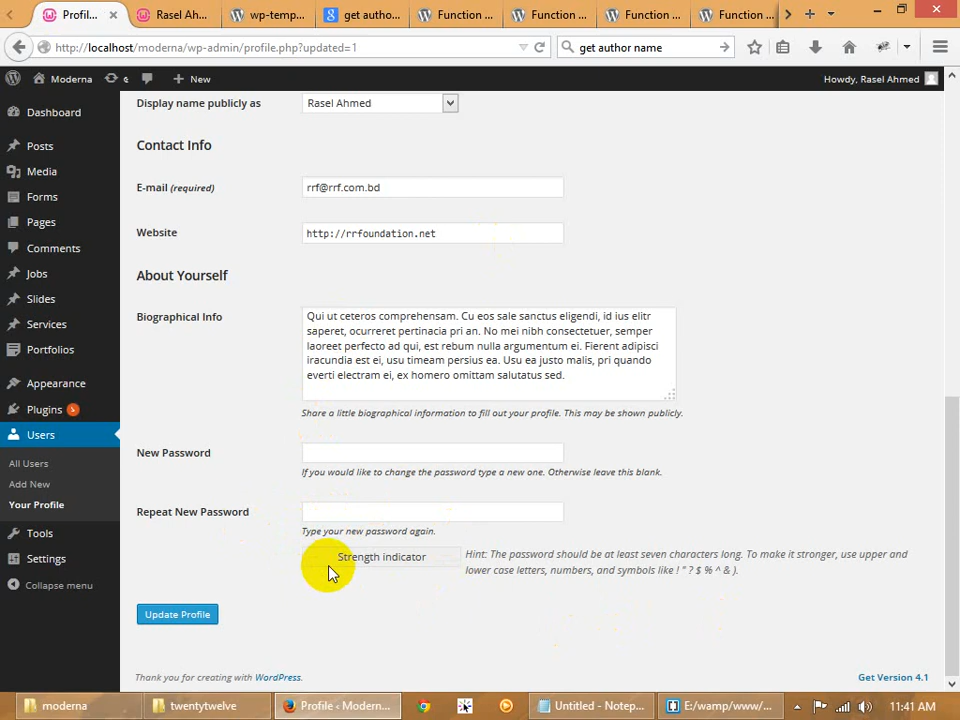 Profil...
Rasel Ah...
wp-temp...
get autho...
Function ...
Function ...
Function ...
Function ...
http://localhost/moderna/wp-admin/profile.php?updated=1
get author name
Moderna
6
New
Howdy, Rasel Ahmed
Dashboard
Posts
Media
Forms
Pages
Comments
Jobs
Slides
Services
Portfolios
Appearance
Plugins
Users
All Users
Add New
Your Profile
Tools
Settings
Collapse menu
Display name publicly as
Rasel Ahmed
Contact Info
E-mail (required)
rrf@rrf.com.bd
Website
http://rrfoundation.net
About Yourself
Biographical Info
Qui ut ceteros comprehensam. Cu eos sale sanctus eligendi, id ius elitr
saperet, ocurreret pertinacia pri an. No mei nibh consectetuer, semper
laoreet perfecto ad qui, est rebum nulla argumentum ei. Fierent adipisci
iracundia est ei, usu timeam persius ea. Usu ea justo malis, pri quando
everti electram ei, ex homero omittam salutatus sed.
Share a little biographical information to fill out your profile. This may be shown publicly.
New Password
If you would like to change the password type a new one. Otherwise leave this blank.
Repeat New Password
Type your new password again.
Strength indicator
Hint: The password should be at least seven characters long. To make it stronger, use upper and
lower case letters, numbers, and symbols like ! " ? $ % ^ & ).
Update Profile
Thank you for creating with WordPress.
Get Version 4.1
moderna
twentytwelve
Profile ‹ Modern...
Untitled - Notep...
E:/wamp/www/...
11:41 AM